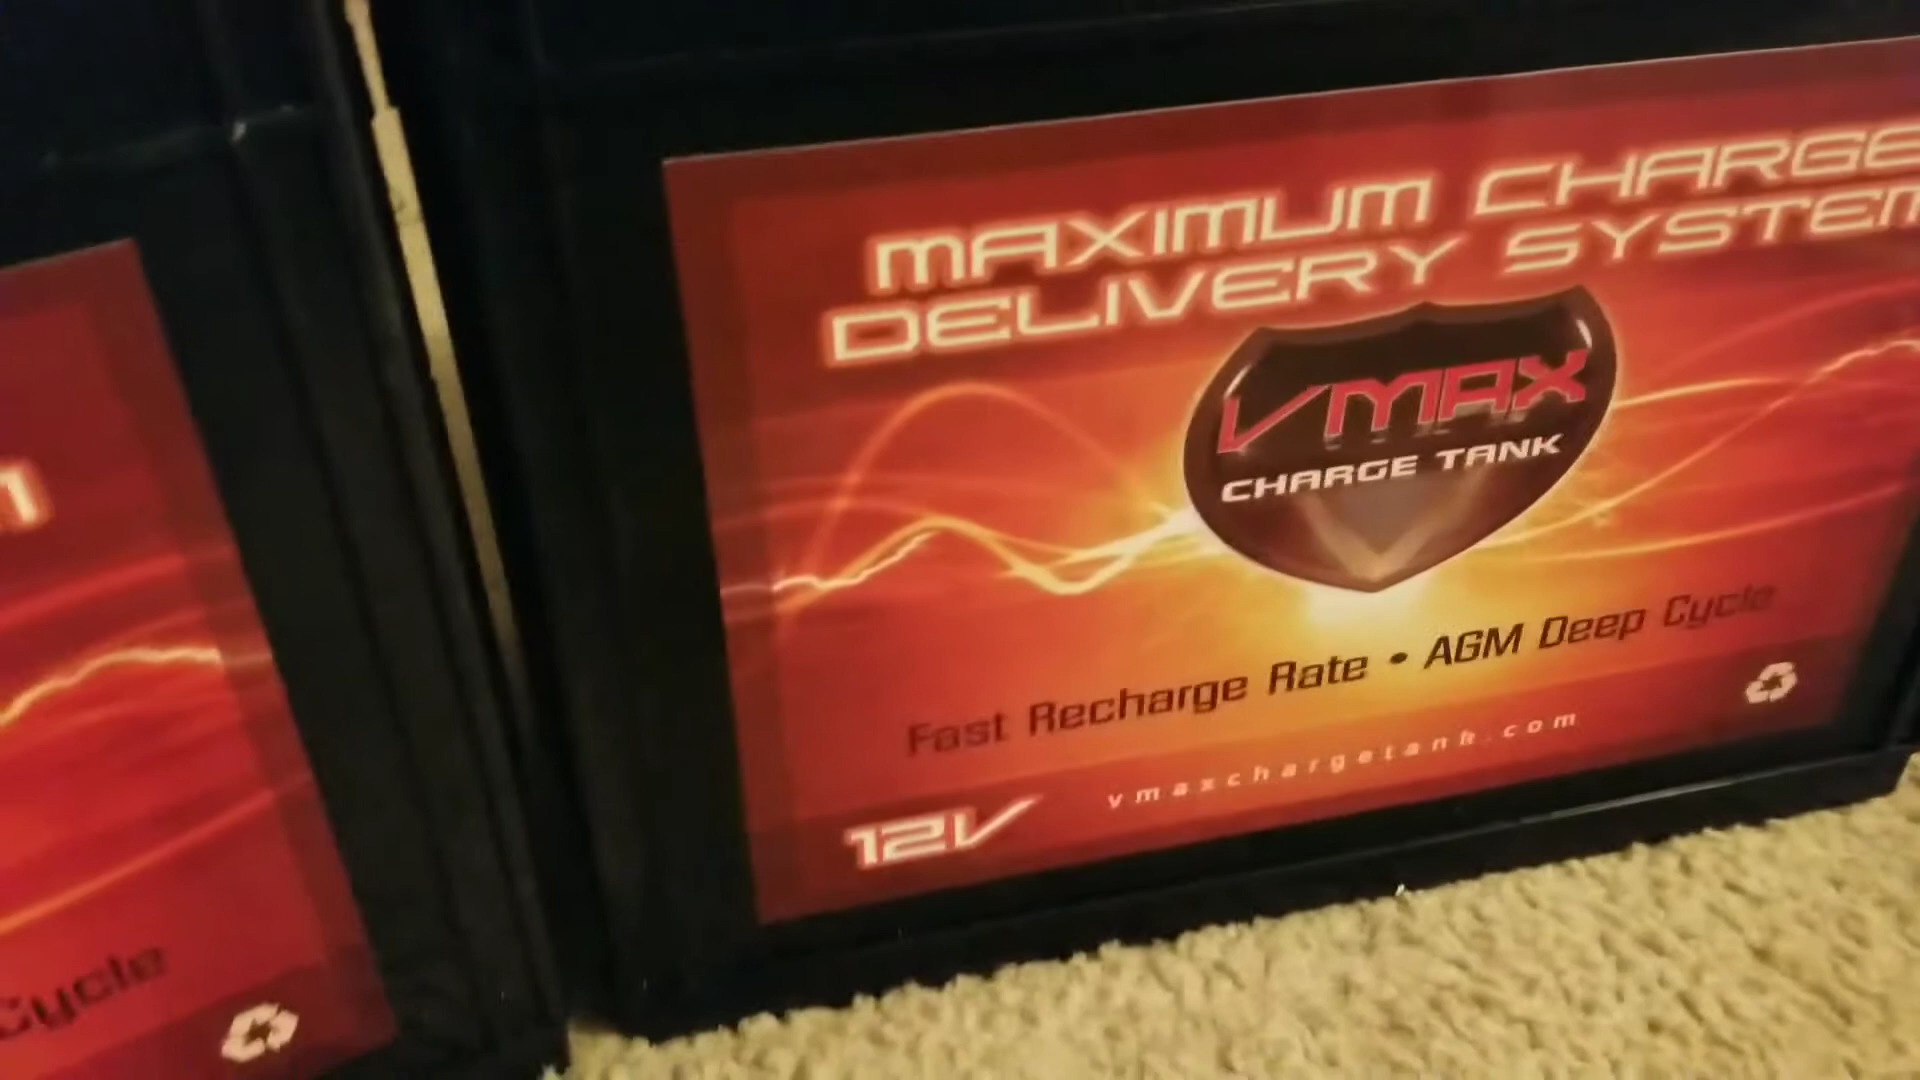 MAXIMUM CHARGE
DELIVERY SYSTEM
VMAX
CHARGE TANK
Fast Recharge Rate • AGM Deep Cycle
vmaxchargetank.com
12V
Cycle